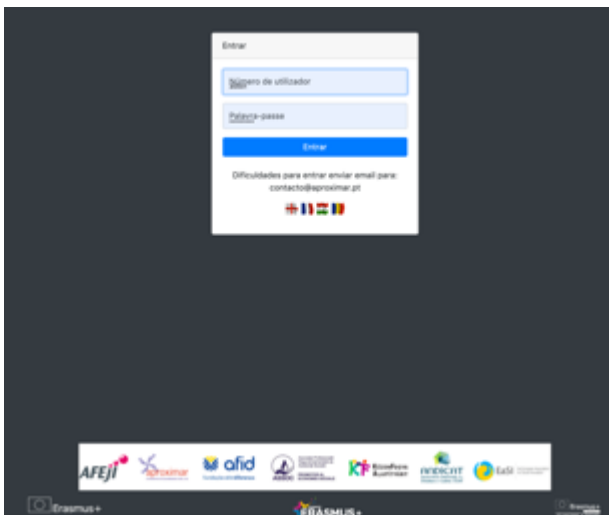 Entrar
Número de utilizador
Palavra-passe
Entrar
Dificuldades para entrar enviar email para:
contacto@aproximar.pt
AFEJI
aproximar
afid
ANDICAT
EaSI
Erasmus+
ERASMUS+
Erasmus+